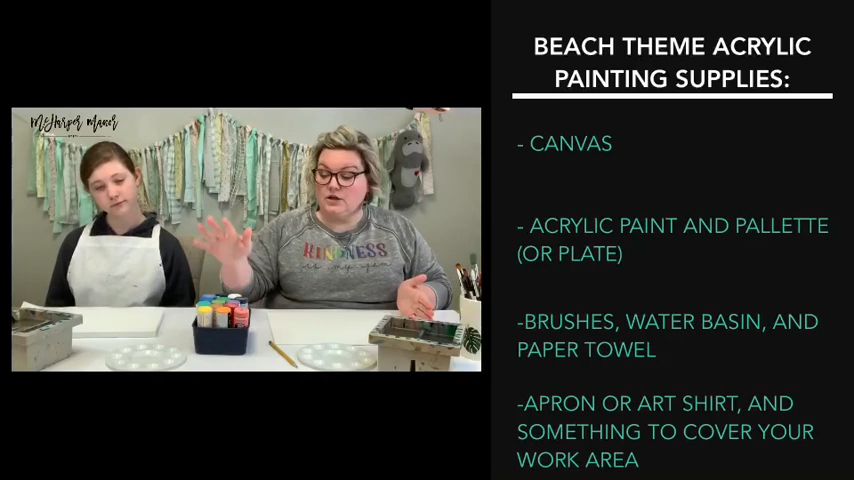 McHarper Manor
KINDNESS
BEACH THEME ACRYLIC
PAINTING SUPPLIES:
- CANVAS
- ACRYLIC PAINT AND PALLETTE
(OR PLATE)
-BRUSHES, WATER BASIN, AND
PAPER TOWEL
-APRON OR ART SHIRT, AND
SOMETHING TO COVER YOUR
WORK AREA